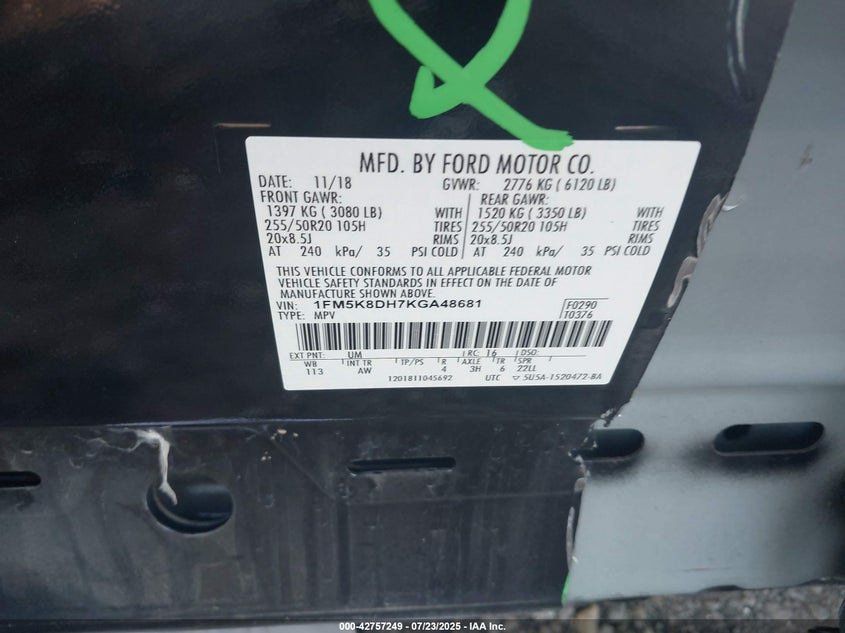 MFD. BY FORD MOTOR CO.
DATE: 11/18 GVWR: 2776 KG ( 6120 LB)
FRONT GAWR: REAR GAWR:
1397 KG ( 3080 LB) WITH 1520 KG ( 3350 LB) WITH
255/50R20 105H TIRES 255/50R20 105H TIRES
20x8.5J RIMS 20x8.5J RIMS
AT 240 kPa/ 35 PSI COLD AT 240 kPa/ 35 PSI COLD
THIS VEHICLE CONFORMS TO ALL APPLICABLE FEDERAL MOTOR
VEHICLE SAFETY STANDARDS IN EFFECT ON THE DATE OF
MANUFACTURE SHOWN ABOVE.
VIN: 1FM5K8DH7KGA48681 F0290
TYPE: MPV T0376
EXT PNT: UM RC: 16 DSO:
WB INT TR TP/PS R AXLE TR SPR
113 AW 4 3H 6 22LL
1201811045692 UTC ▽ 5U5A-1520472-BA
000-42757249 - 07/23/2025 - IAA Inc.